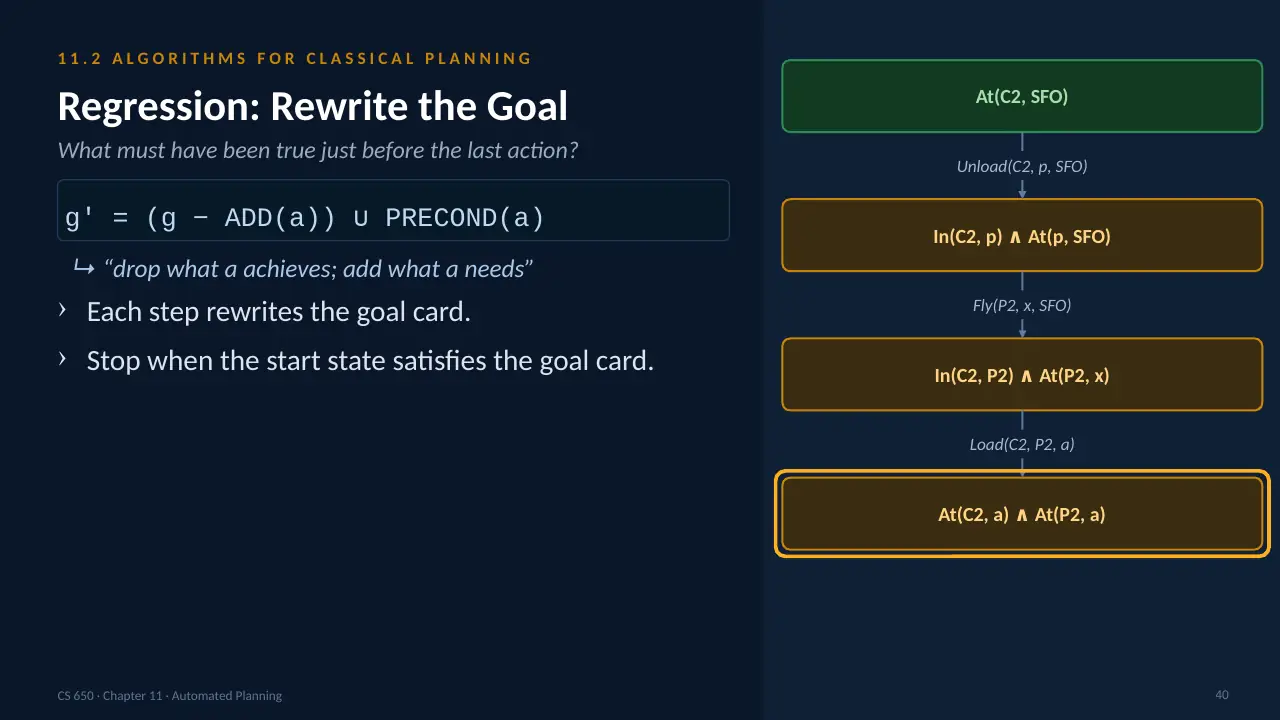 11.2 ALGORITHMS FOR CLASSICAL PLANNING
Regression: Rewrite the Goal
What must have been true just before the last action?
g' = (g − ADD(a)) ∪ PRECOND(a)
↳ “drop what a achieves; add what a needs”
› Each step rewrites the goal card.
› Stop when the start state satisfies the goal card.
At(C2, SFO)
Unload(C2, p, SFO)
In(C2, p) ∧ At(p, SFO)
Fly(P2, x, SFO)
In(C2, P2) ∧ At(P2, x)
Load(C2, P2, a)
At(C2, a) ∧ At(P2, a)
CS 650 · Chapter 11 · Automated Planning
40